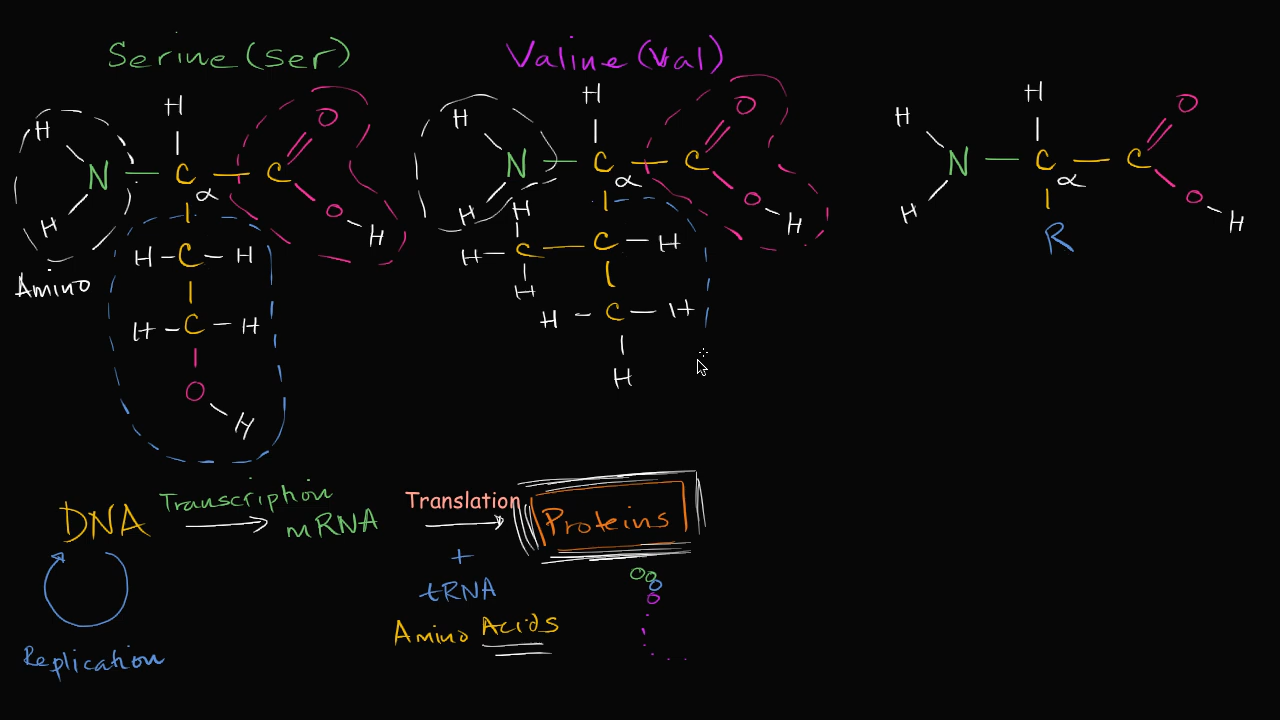 Serine (Ser)
Valine (Val)
H
H
H
H
O
H
O
O
H
N
C
C
N
C
C
N
C
C
α
α
α
H
O
H
H
O
H
H
O
H
H
R
H
C
H
H
C
C
H
Amino
H
H
C
H
H
C
H
O
H
H
DNA
Transcription
mRNA
Translation
Proteins
+
tRNA
Amino Acids
Replication